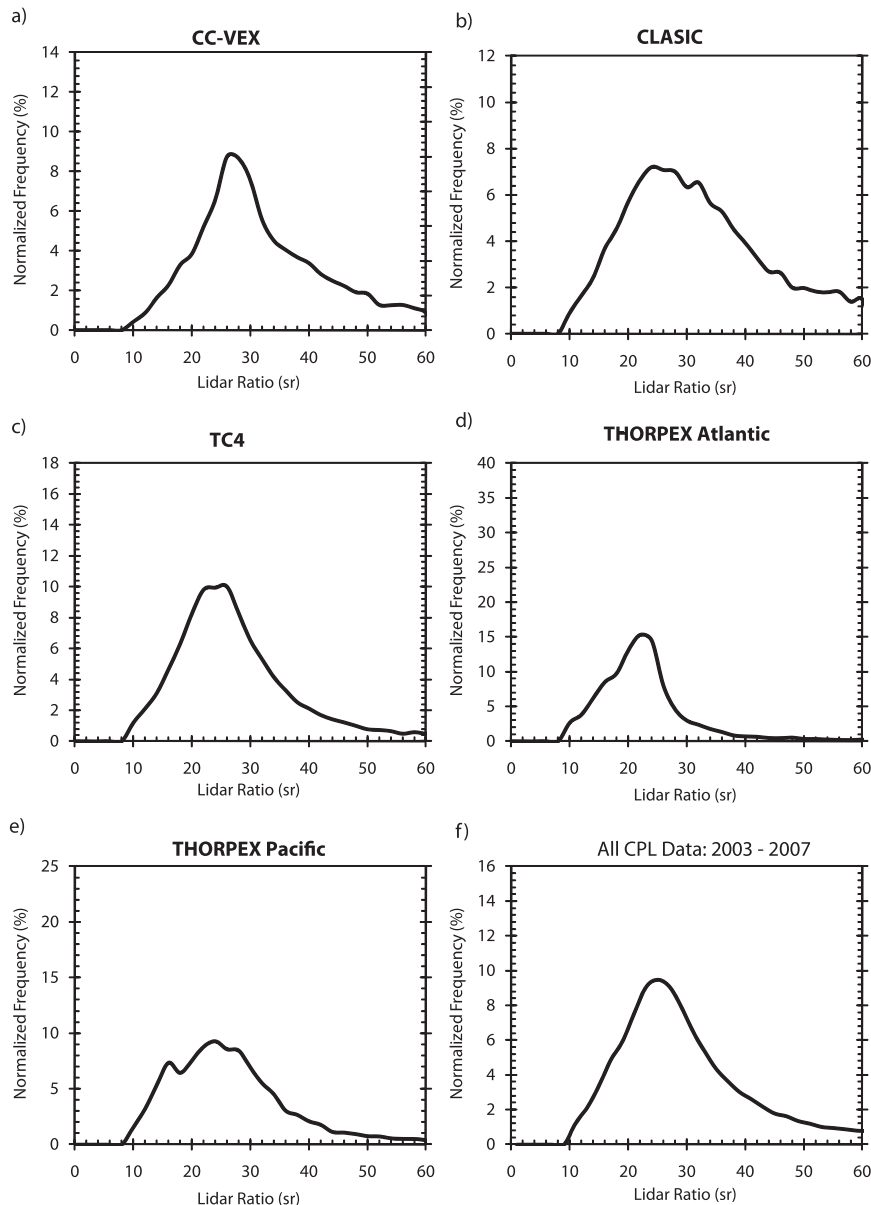 a)
CC-VEX
14
12
10
8
6
4
2
0
Normalized Frequency (%)
0 10 20 30 40 50 60
Lidar Ratio (sr)
b)
CLASIC
12
10
8
6
4
2
0
Normalized Frequency (%)
0 10 20 30 40 50 60
Lidar Ratio (sr)
c)
TC4
18
16
14
12
10
8
6
4
2
0
Normalized Frequency (%)
0 10 20 30 40 50 60
Lidar Ratio (sr)
d)
THORPEX Atlantic
40
35
30
25
20
15
10
5
0
Normalized Frequency (%)
0 10 20 30 40 50 60
Lidar Ratio (sr)
e)
THORPEX Pacific
25
20
15
10
5
0
Normalized Frequency (%)
0 10 20 30 40 50 60
Lidar Ratio (sr)
f)
All CPL Data: 2003 - 2007
16
14
12
10
8
6
4
2
0
Normalized Frequency (%)
0 10 20 30 40 50 60
Lidar Ratio (sr)